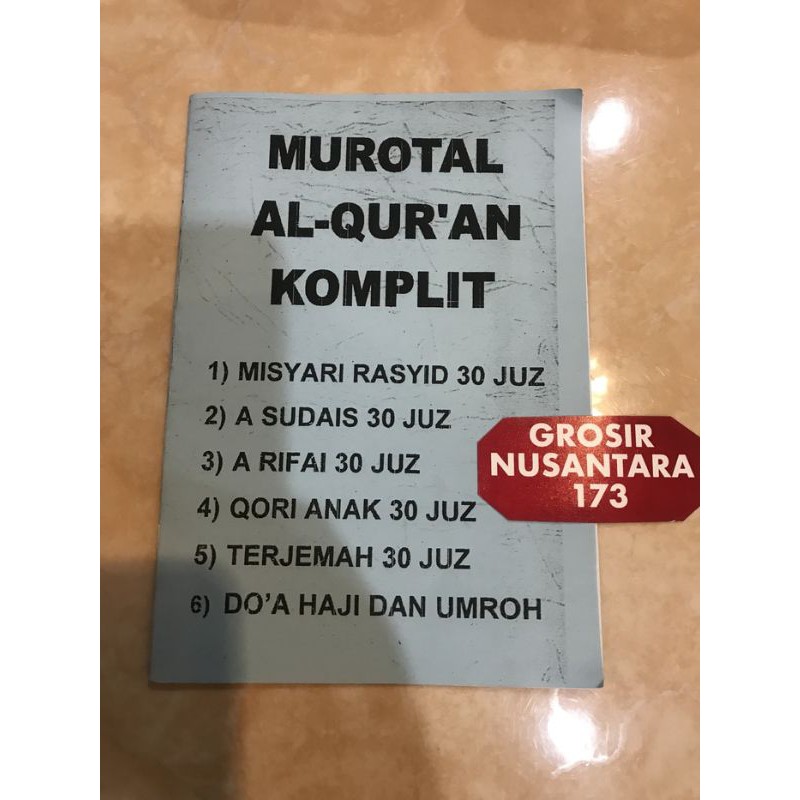 MUROTAL
AL-QUR'AN
KOMPLIT
1) MISYARI RASYID 30 JUZ
2) A SUDAIS 30 JUZ
3) A RIFAI 30 JUZ
4) QORI ANAK 30 JUZ
5) TERJEMAH 30 JUZ
6) DO'A HAJI DAN UMROH
GROSIR
NUSANTARA
173